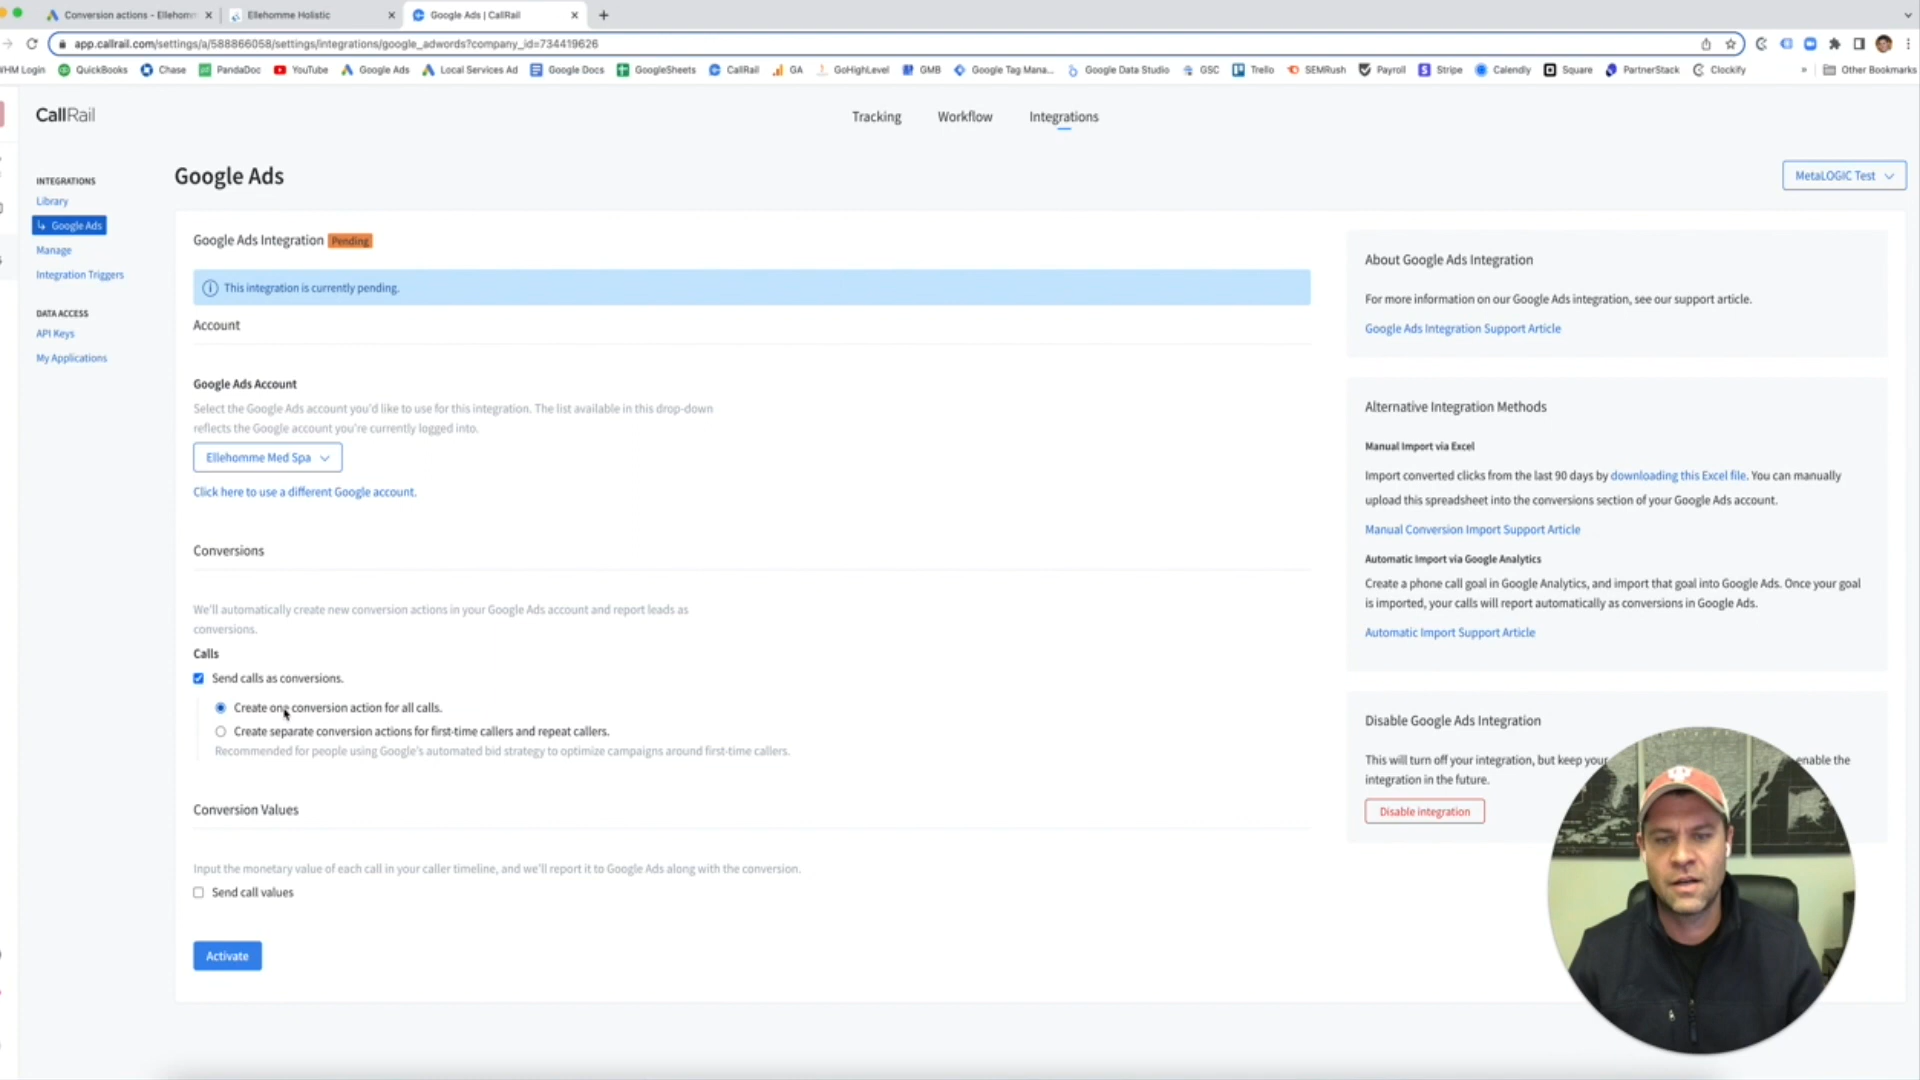 Conversion actions - Ellehom
Ellehomme Holistic
Google Ads | CallRail
app.callrail.com/settings/a/588866058/settings/integrations/google_adwords?company_id=734419626
WHM Login
QuickBooks
Chase
PandaDoc
YouTube
Google Ads
Local Services Ad
Google Docs
GoogleSheets
CallRail
GA
GoHighLevel
GMB
Google Tag Mana...
Google Data Studio
GSC
Trello
SEMRush
Payroll
Stripe
Calendly
Square
PartnerStack
Clockify
»
Other Bookmarks
CallRail
Tracking
Workflow
Integrations
INTEGRATIONS
Library
Google Ads
Manage
Integration Triggers
DATA ACCESS
API Keys
My Applications
Google Ads
MetaLOGIC Test
Google Ads Integration Pending
This integration is currently pending.
Account
Google Ads Account
Select the Google Ads account you'd like to use for this integration. The list available in this drop-down
reflects the Google account you're currently logged into.
Ellehomme Med Spa
Click here to use a different Google account.
Conversions
We'll automatically create new conversion actions in your Google Ads account and report leads as
conversions.
Calls
Send calls as conversions.
Create one conversion action for all calls.
Create separate conversion actions for first-time callers and repeat callers.
Recommended for people using Google's automated bid strategy to optimize campaigns around first-time callers.
Conversion Values
Input the monetary value of each call in your caller timeline, and we'll report it to Google Ads along with the conversion.
Send call values
Activate
About Google Ads Integration
For more information on our Google Ads integration, see our support article.
Google Ads Integration Support Article
Alternative Integration Methods
Manual Import via Excel
Import converted clicks from the last 90 days by downloading this Excel file. You can manually
upload this spreadsheet into the conversions section of your Google Ads account.
Manual Conversion Import Support Article
Automatic Import via Google Analytics
Create a phone call goal in Google Analytics, and import that goal into Google Ads. Once your goal
is imported, your calls will report automatically as conversions in Google Ads.
Automatic Import Support Article
Disable Google Ads Integration
This will turn off your integration, but keep your enable the
integration in the future.
Disable integration